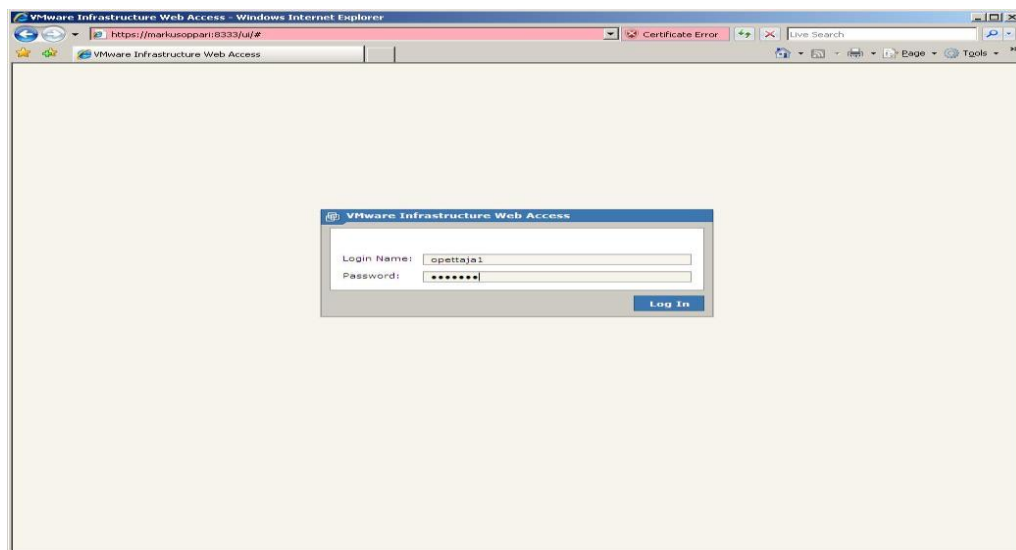 VMware Infrastructure Web Access - Windows Internet Explorer
https://markusoppari:8333/ui/#
Certificate Error
Live Search
VMware Infrastructure Web Access
Page
Tools
VMware Infrastructure Web Access
Login Name: opettaja1
Password: •••••••
Log In